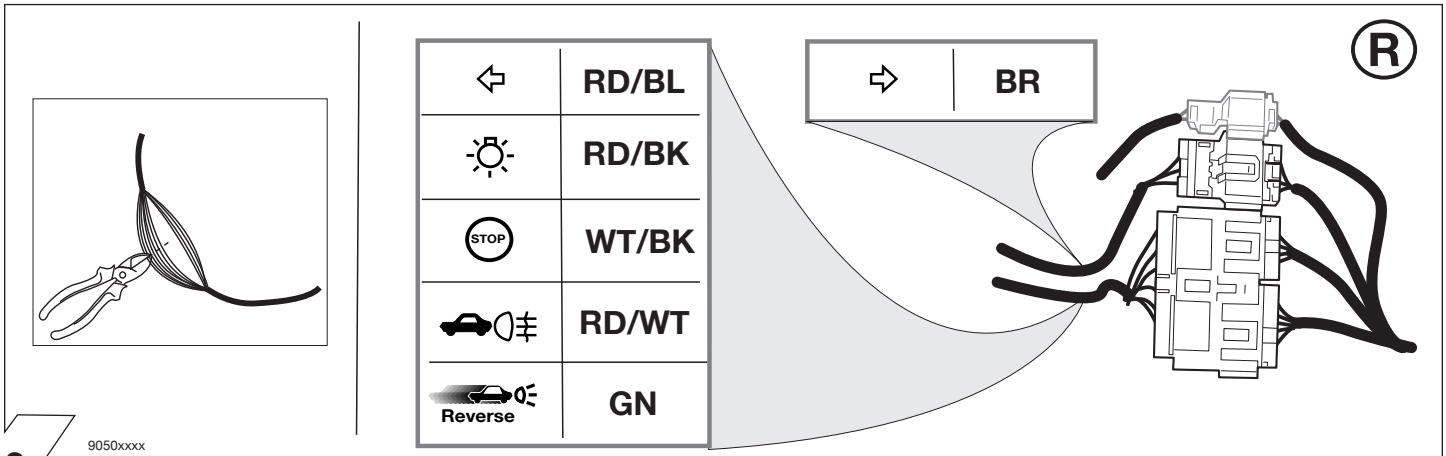 R
RD/BL
BR
RD/BK
STOP
WT/BK
RD/WT
Reverse
GN
9050xxxx